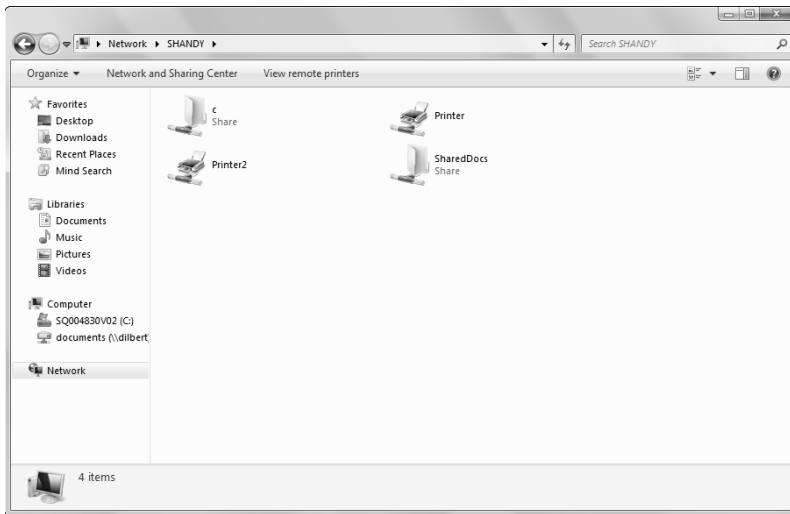 Network ▸ SHANDY ▸ Search SHANDY
Organize Network and Sharing Center View remote printers
Favorites
Desktop
Downloads
Recent Places
Mind Search
Libraries
Documents
Music
Pictures
Videos
Computer
SQ004830V02 (C:)
documents (\\dilbert
Network
c
Share
Printer
Printer2
SharedDocs
Share
4 items